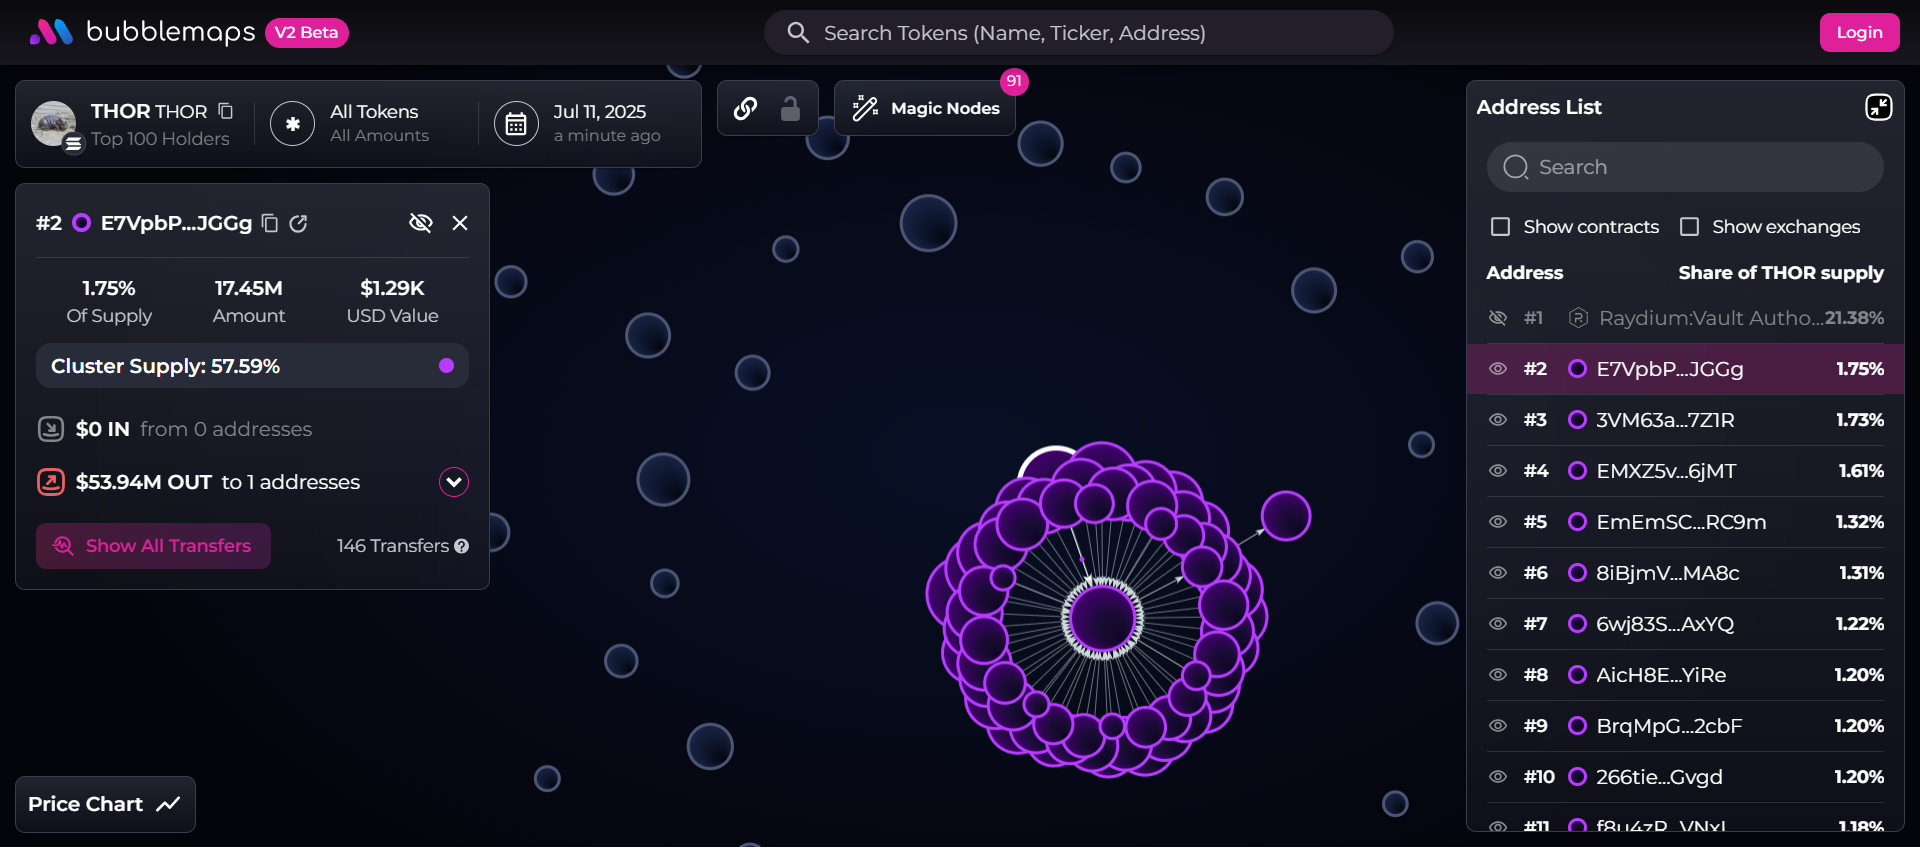 bubblemaps V2 Beta
Search Tokens (Name, Ticker, Address)
Login
THOR THOR
Top 100 Holders
All Tokens
All Amounts
Jul 11, 2025
a minute ago
Magic Nodes
91
#2 E7VpbP...JGGg
1.75% 17.45M $1.29K
Of Supply Amount USD Value
Cluster Supply: 57.59%
$0 IN from 0 addresses
$53.94M OUT to 1 addresses
Show All Transfers 146 Transfers ?
Price Chart
Address List
Search
Show contracts Show exchanges
Address Share of THOR supply
#1 Raydium:Vault Autho... 21.38%
#2 E7VpbP...JGGg 1.75%
#3 3VM63a...7Z1R 1.73%
#4 EMXZ5v...6jMT 1.61%
#5 EmEmSC...RC9m 1.32%
#6 8iBjmV...MA8c 1.31%
#7 6wj83S...AxYQ 1.22%
#8 AicH8E...YiRe 1.20%
#9 BrqMpG...2cbF 1.20%
#10 266tie...Gvgd 1.20%
#11 1.18%